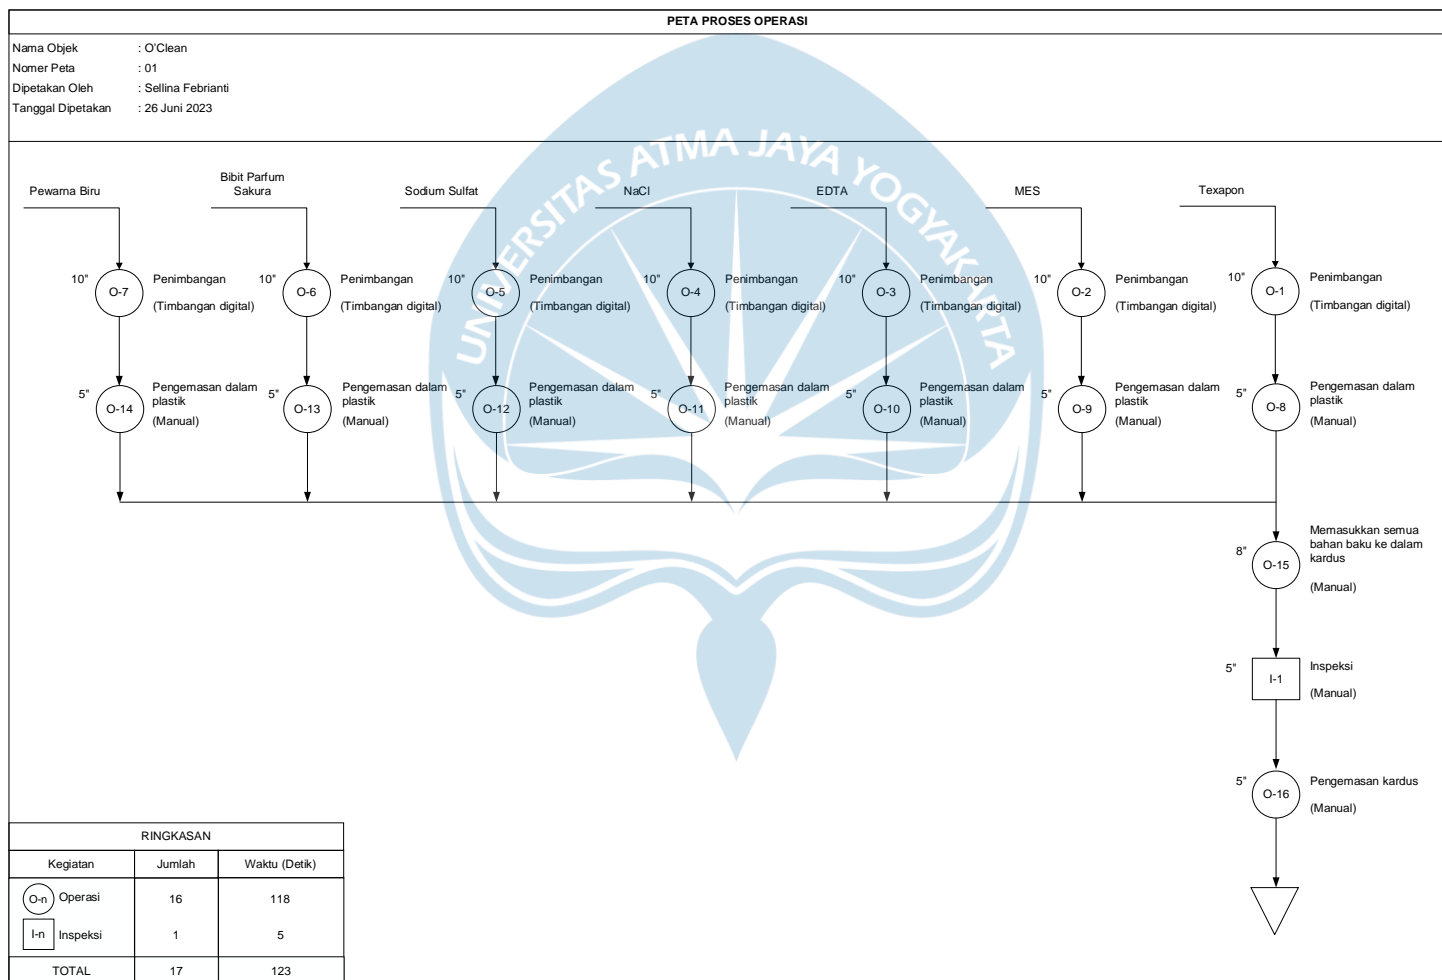 PETA PROSES OPERASI
Nama Objek : O'Clean
Nomer Peta : 01
Dipetakan Oleh : Sellina Febrianti
Tanggal Dipetakan : 26 Juni 2023
UNIVERSITAS ATMA JAYA YOGYAKARTA
Pewarna Biru
Bibit Parfum
Sakura
Sodium Sulfat
NaCl
EDTA
MES
Texapon
10" O-7 Penimbangan
(Timbangan digital)
10" O-6 Penimbangan
(Timbangan digital)
10" O-5 Penimbangan
(Timbangan digital)
10" O-4 Penimbangan
(Timbangan digital)
10" O-3 Penimbangan
(Timbangan digital)
10" O-2 Penimbangan
(Timbangan digital)
10" O-1 Penimbangan
(Timbangan digital)
5" O-14 Pengemasan dalam
plastik
(Manual)
5" O-13 Pengemasan dalam
plastik
(Manual)
5" O-12 Pengemasan dalam
plastik
(Manual)
5" O-11 Pengemasan dalam
plastik
(Manual)
5" O-10 Pengemasan dalam
plastik
(Manual)
5" O-9 Pengemasan dalam
plastik
(Manual)
5" O-8 Pengemasan dalam
plastik
(Manual)
8" O-15 Memasukkan semua
bahan baku ke dalam
kardus
(Manual)
5" I-1 Inspeksi
(Manual)
5" O-16 Pengemasan kardus
(Manual)
RINGKASAN
Kegiatan Jumlah Waktu (Detik)
O-n Operasi 16 118
I-n Inspeksi 1 5
TOTAL 17 123